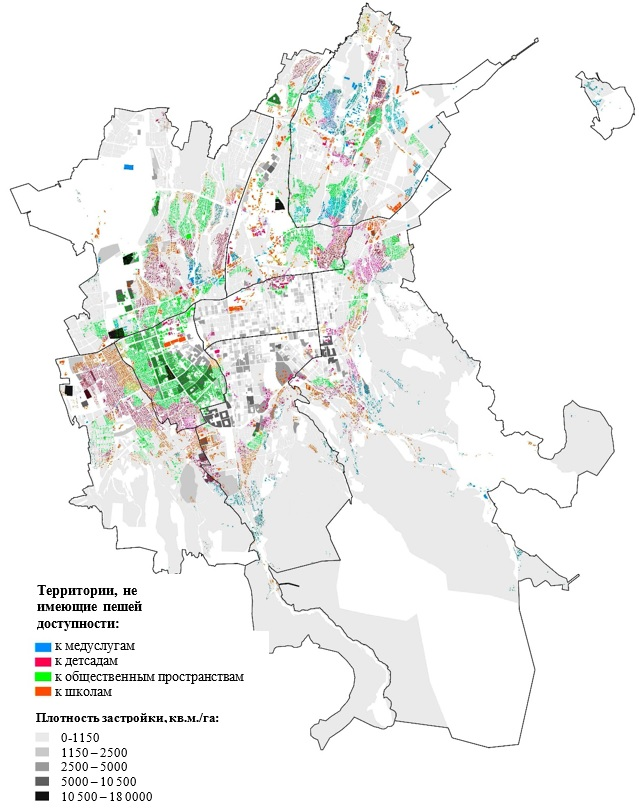 Территории, не
имеющие пешей
доступности:
к медуслугам
к детсадам
к общественным пространствам
к школам
Плотность застройки, кв.м./га:
0-1150
1150 – 2500
2500 – 5000
5000 – 10 500
10 500 – 18 0000